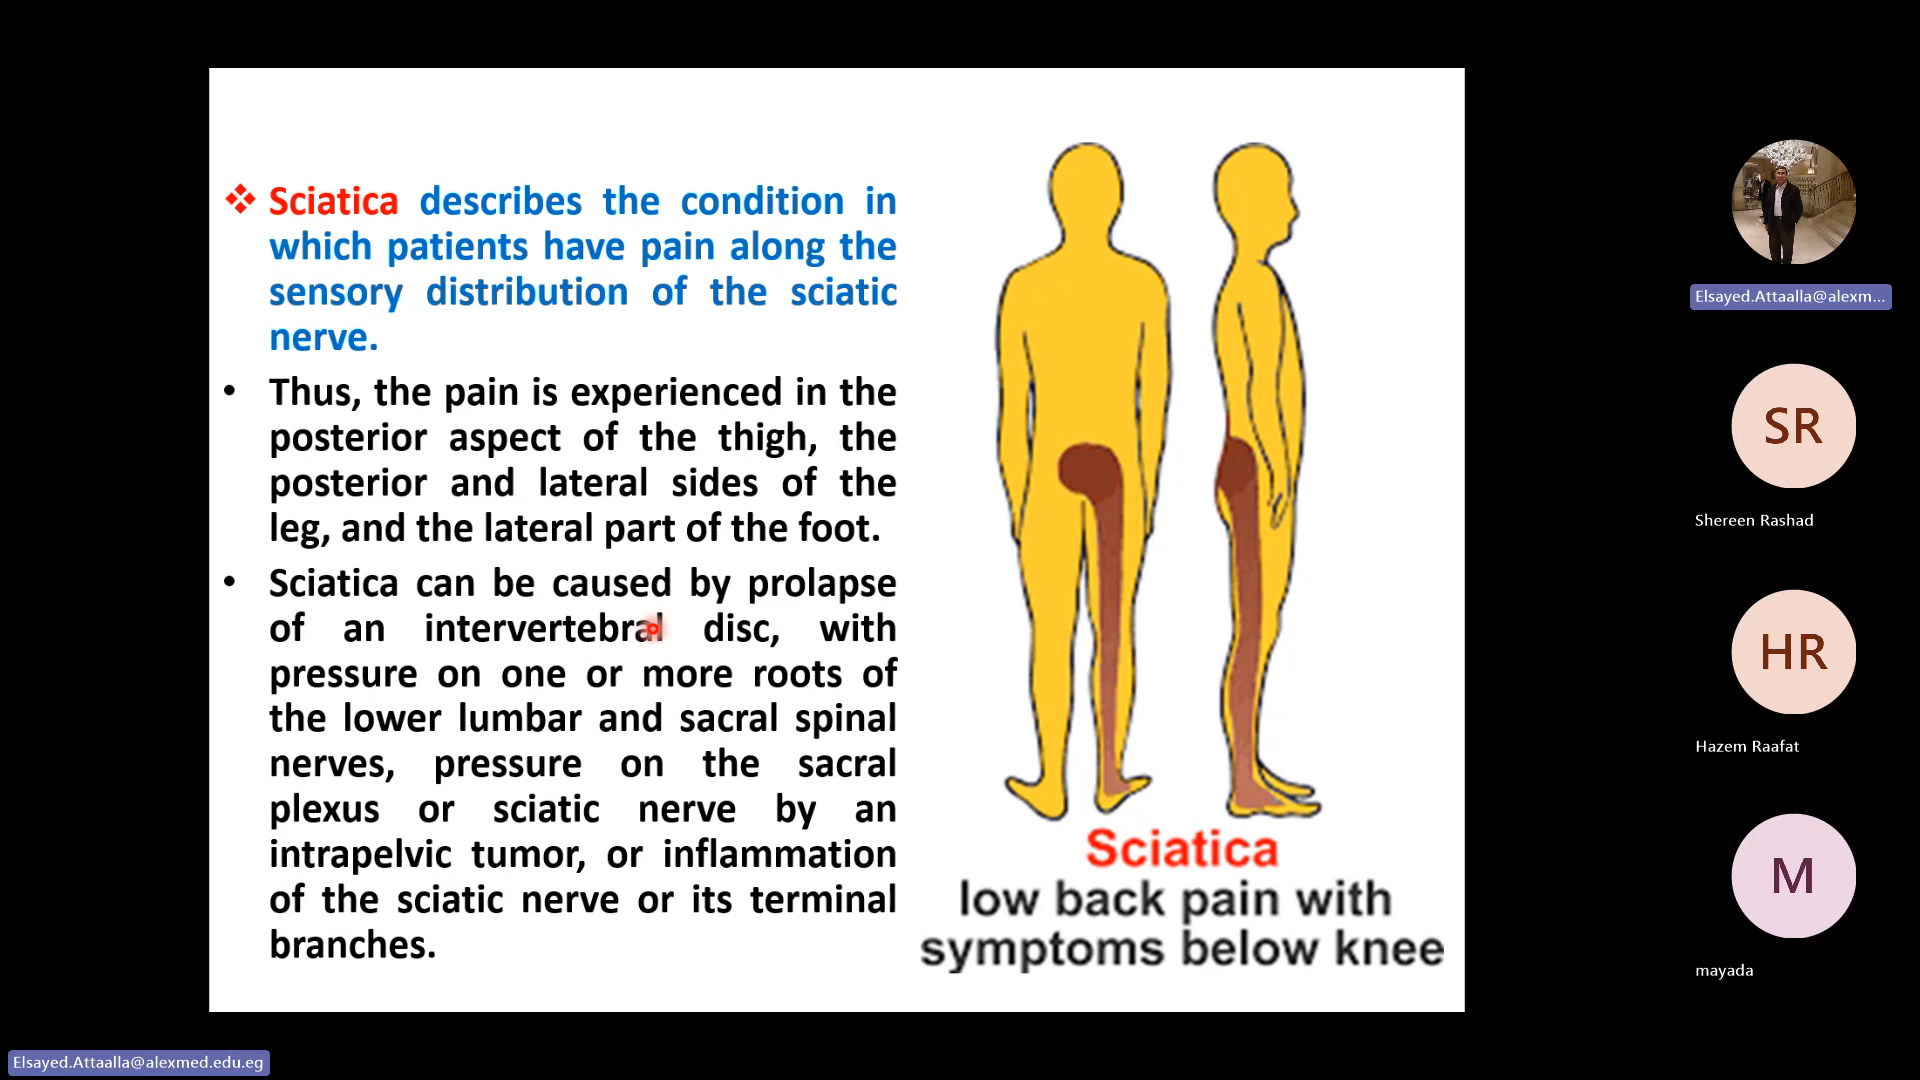 ❖ Sciatica describes the condition in
which patients have pain along the
sensory distribution of the sciatic
nerve.
• Thus, the pain is experienced in the
posterior aspect of the thigh, the
posterior and lateral sides of the
leg, and the lateral part of the foot.
• Sciatica can be caused by prolapse
of an intervertebral disc, with
pressure on one or more roots of
the lower lumbar and sacral spinal
nerves, pressure on the sacral
plexus or sciatic nerve by an
intrapelvic tumor, or inflammation
of the sciatic nerve or its terminal
branches.
Sciatica
low back pain with
symptoms below knee
Elsayed.Attaalla@alexm...
SR
Shereen Rashad
HR
Hazem Raafat
M
mayada
Elsayed.Attaalla@alexmed.edu.eg